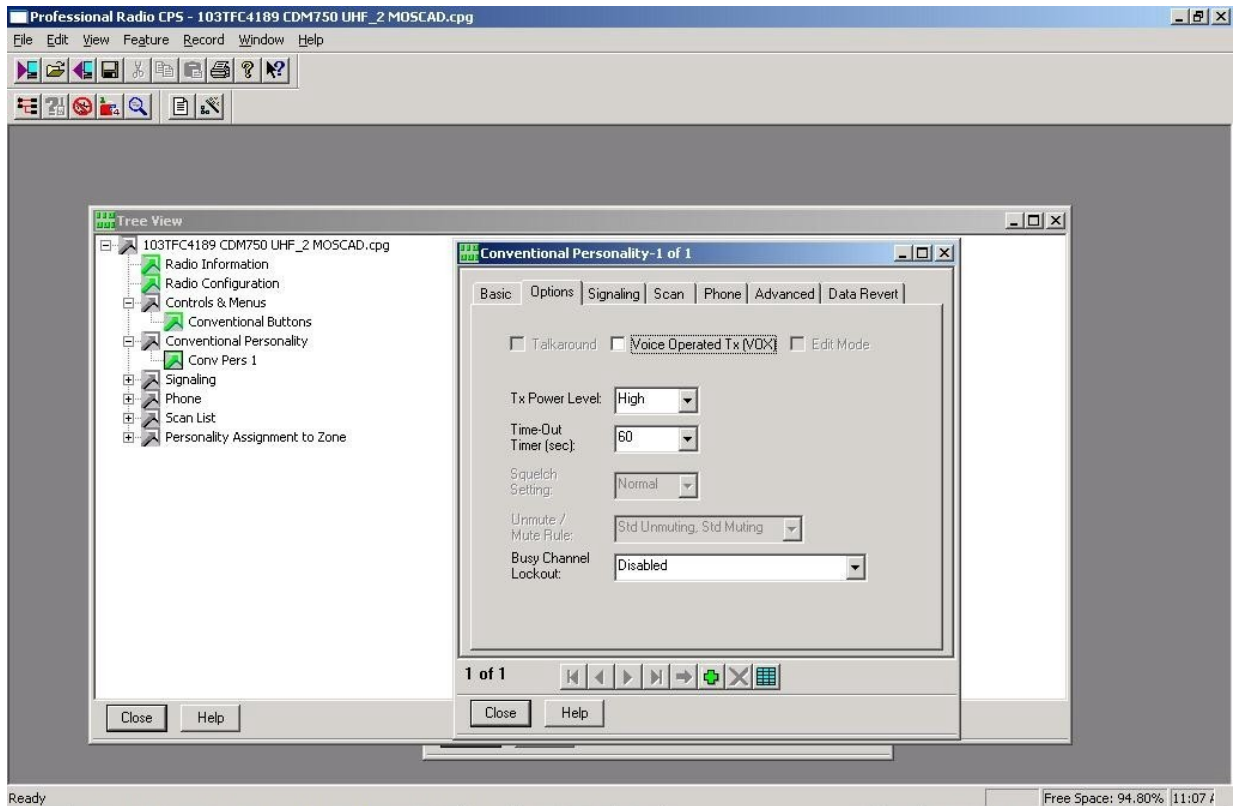 Professional Radio CPS - 103TFC4189 CDM750 UHF_2 MOSCAD.cpg
File Edit View Feature Record Window Help
Tree View
103TFC4189 CDM750 UHF_2 MOSCAD.cpg
Radio Information
Radio Configuration
Controls & Menus
Conventional Buttons
Conventional Personality
Conv Pers 1
Signaling
Phone
Scan List
Personality Assignment to Zone
Close Help
Conventional Personality-1 of 1
Basic Options Signaling Scan Phone Advanced Data Revert
Talkaround Voice Operated Tx (VOX) Edit Mode
Tx Power Level: High
Time-Out
Timer (sec): 60
Squelch
Setting: Normal
Unmute /
Mute Rule: Std Unmuting, Std Muting
Busy Channel
Lockout: Disabled
1 of 1
Close Help
Ready Free Space: 94.80% 11:07